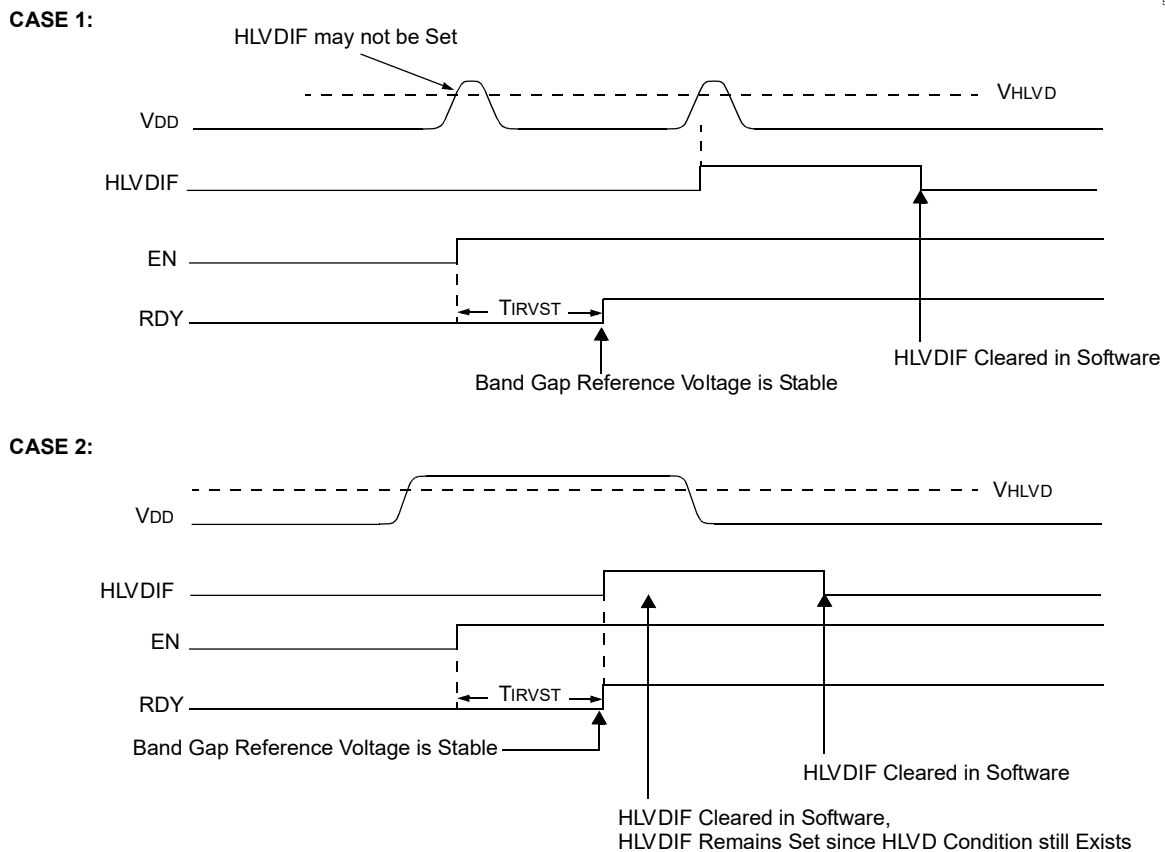 CASE 1:
HLVDIF may not be Set
VHLVD
VDD
HLVDIF
EN
TIRVST
RDY
HLVDIF Cleared in Software
Band Gap Reference Voltage is Stable
CASE 2:
VHLVD
VDD
HLVDIF
EN
TIRVST
RDY
Band Gap Reference Voltage is Stable
HLVDIF Cleared in Software
HLVDIF Cleared in Software,
HLVDIF Remains Set since HLVD Condition still Exists